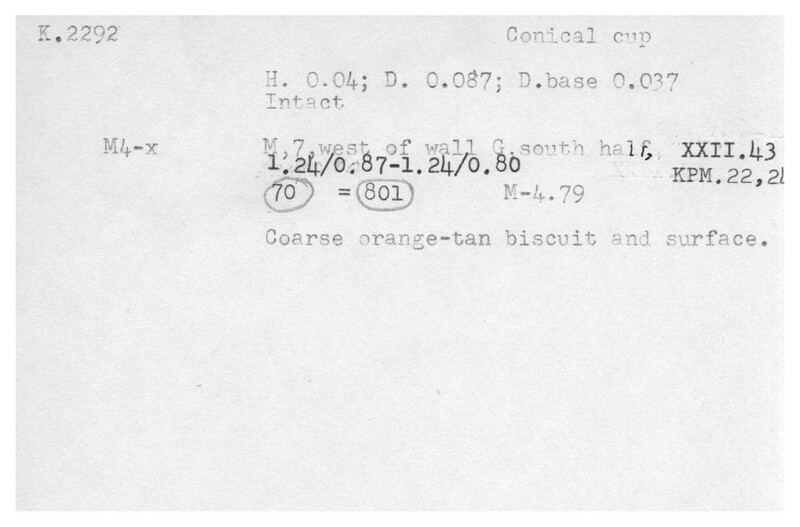 K.2292 Conical cup
H. 0.04; D. 0.087; D.base 0.037
Intact
M4-x M,7,west of wall G,south half, XXII.43
1.24/0.87-1.24/0.80 KPM.22,24
70 = 801 M-4.79
Coarse orange-tan biscuit and surface.